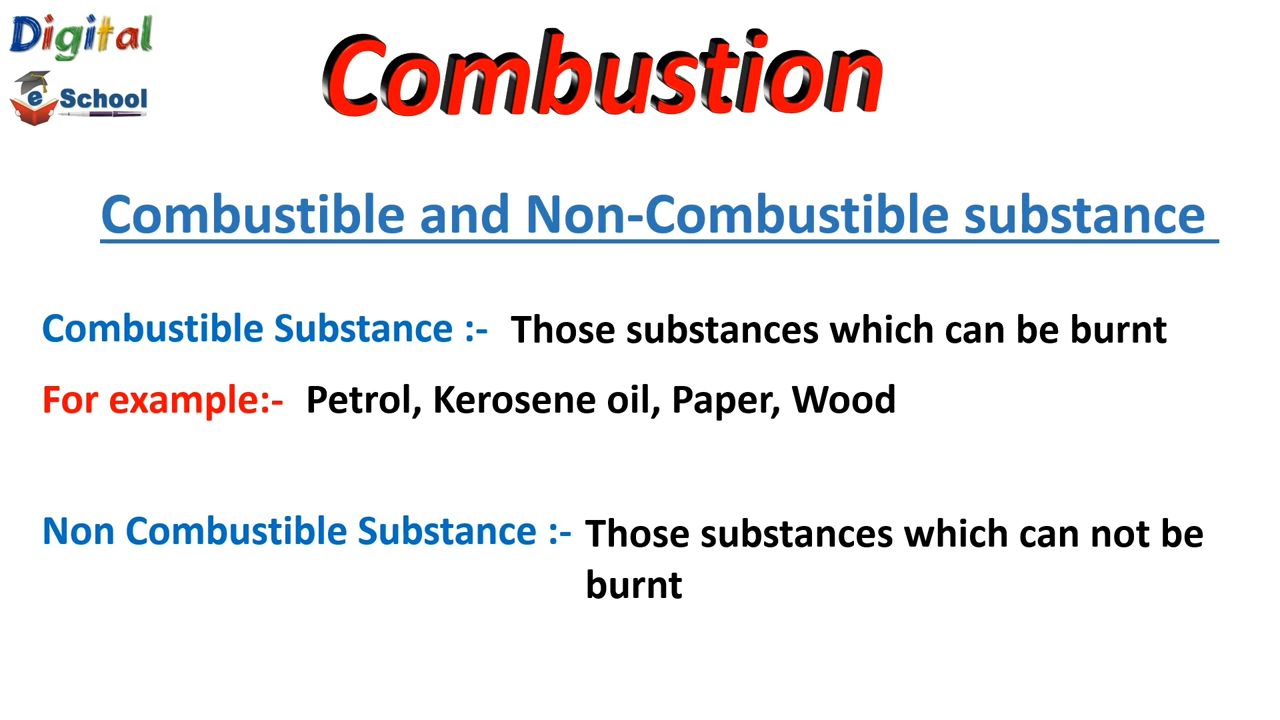 Digital
e School
Combustion
Combustible and Non-Combustible substance
Combustible Substance :- Those substances which can be burnt
For example:- Petrol, Kerosene oil, Paper, Wood
Non Combustible Substance :- Those substances which can not be
burnt